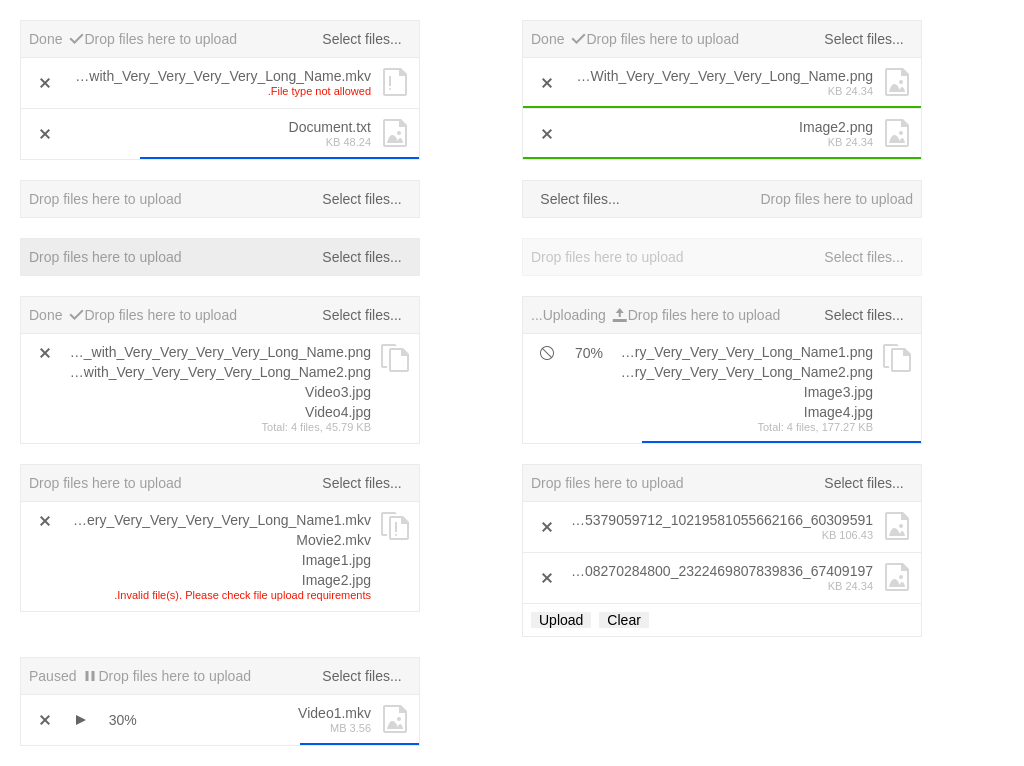 Done Drop files here to upload Select files...
…with_Very_Very_Very_Very_Long_Name.mkv
.File type not allowed
Document.txt
KB 48.24
Drop files here to upload Select files...
Drop files here to upload Select files...
Done Drop files here to upload Select files...
…_with_Very_Very_Very_Very_Long_Name.png
…with_Very_Very_Very_Very_Long_Name2.png
Video3.jpg
Video4.jpg
Total: 4 files, 45.79 KB
Drop files here to upload Select files...
…ery_Very_Very_Very_Very_Long_Name1.mkv
Movie2.mkv
Image1.jpg
Image2.jpg
.Invalid file(s). Please check file upload requirements
Paused Drop files here to upload Select files...
30% Video1.mkv
MB 3.56
Done Drop files here to upload Select files...
…With_Very_Very_Very_Very_Long_Name.png
KB 24.34
Image2.png
KB 24.34
Select files... Drop files here to upload
Drop files here to upload Select files...
...Uploading Drop files here to upload Select files...
70% …ry_Very_Very_Very_Long_Name1.png
…ry_Very_Very_Very_Long_Name2.png
Image3.jpg
Image4.jpg
Total: 4 files, 177.27 KB
Drop files here to upload Select files...
…5379059712_10219581055662166_60309591
KB 106.43
…08270284800_2322469807839836_67409197
KB 24.34
Upload Clear